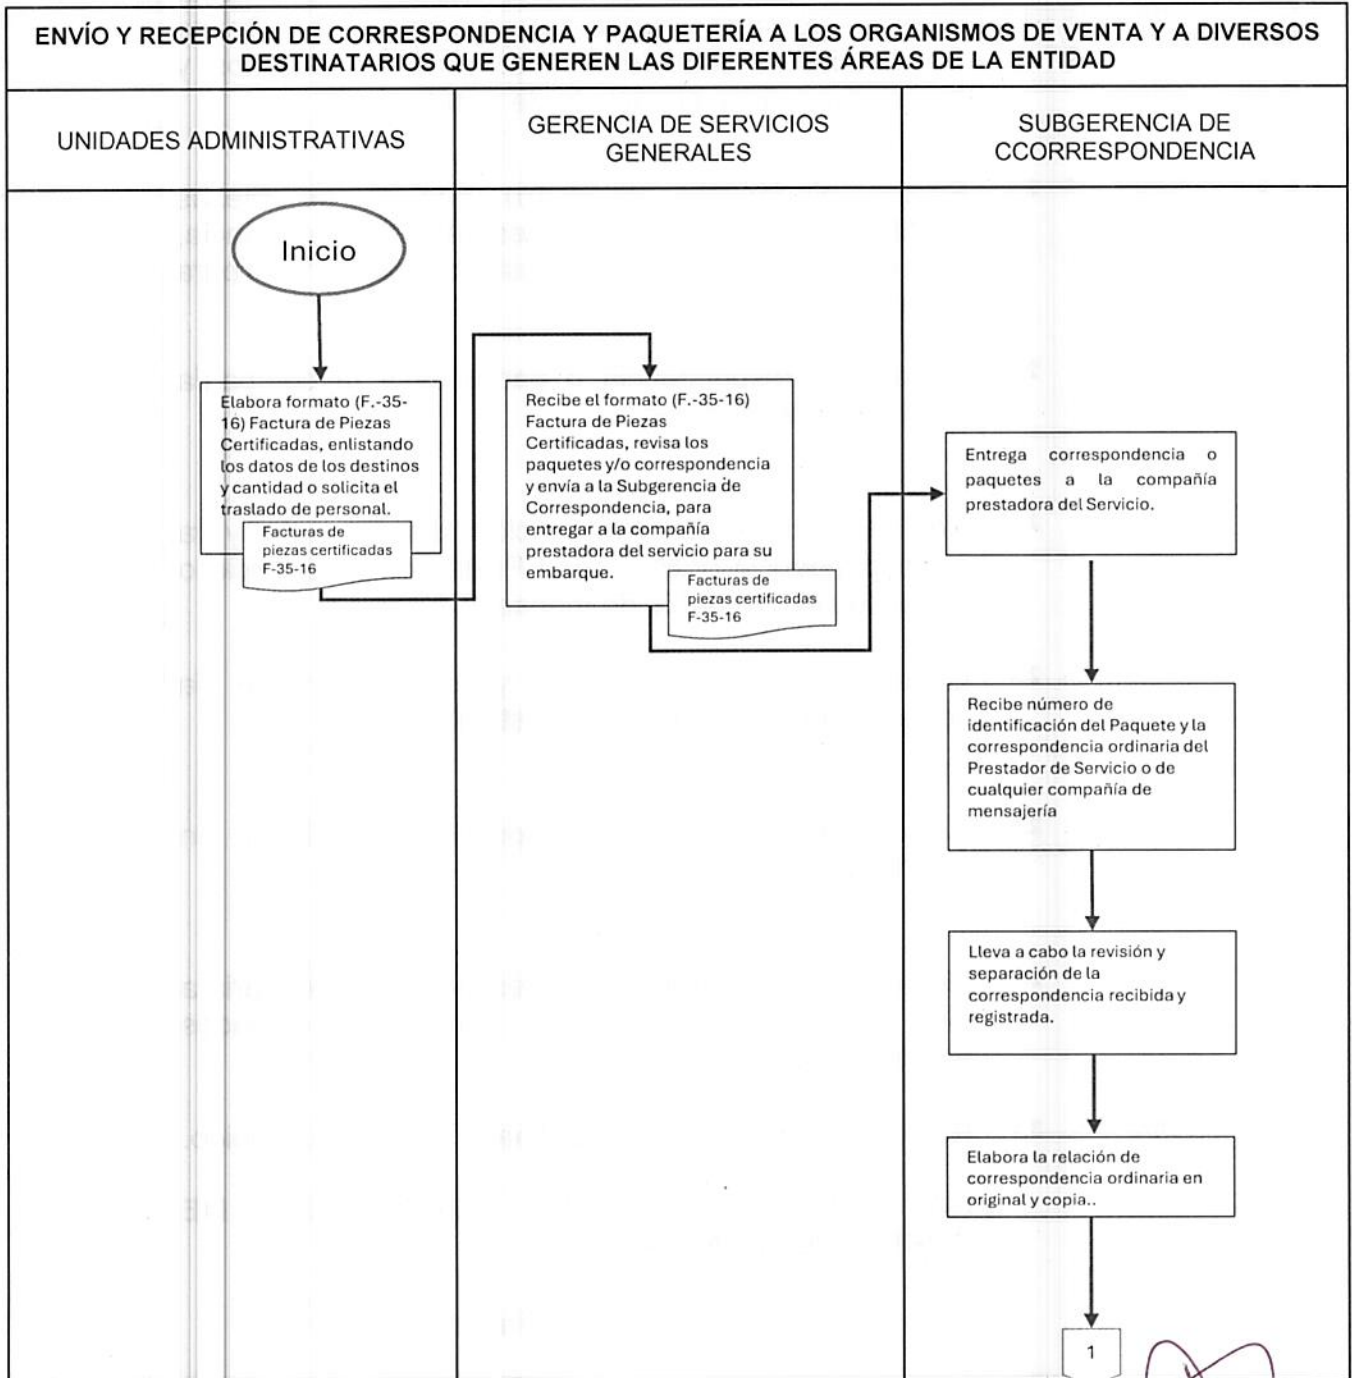 ENVÍO Y RECEPCIÓN DE CORRESPONDENCIA Y PAQUETERÍA A LOS ORGANISMOS DE VENTA Y A DIVERSOS
DESTINATARIOS QUE GENEREN LAS DIFERENTES ÁREAS DE LA ENTIDAD
UNIDADES ADMINISTRATIVAS
GERENCIA DE SERVICIOS
GENERALES
SUBGERENCIA DE
CCORRESPONDENCIA
Inicio
Elabora formato (F.-35-
16) Factura de Piezas
Certificadas, enlistando
los datos de los destinos
y cantidad o solicita el
traslado de personal.
Facturas de
piezas certificadas
F-35-16
Recibe el formato (F.-35-16)
Factura de Piezas
Certificadas, revisa los
paquetes y/o correspondencia
y envía a la Subgerencia de
Correspondencia, para
entregar a la compañía
prestadora del servicio para su
embarque.
Facturas de
piezas certificadas
F-35-16
Entrega correspondencia o
paquetes a la compañía
prestadora del Servicio.
Recibe número de
identificación del Paquete y la
correspondencia ordinaria del
Prestador de Servicio o de
cualquier compañía de
mensajería
Lleva a cabo la revisión y
separación de la
correspondencia recibida y
registrada.
Elabora la relación de
correspondencia ordinaria en
original y copia..
1